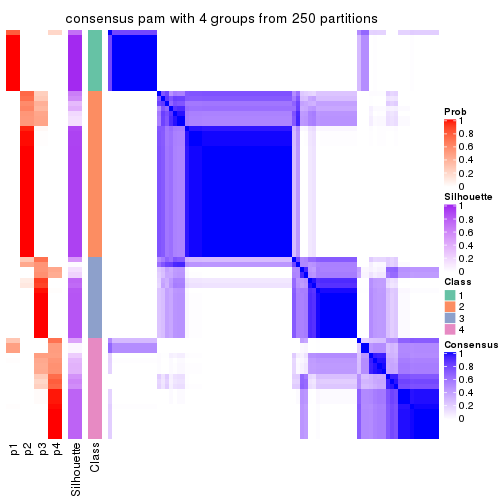 consensus pam with 4 groups from 250 partitions
Prob
1
0.8
0.6
0.4
0.2
0
Silhouette
1
0.8
0.6
0.4
0.2
0
Class
1
2
3
4
Consensus
1
0.8
0.6
0.4
0.2
0
p1
p2
p3
p4
Silhouette
Class